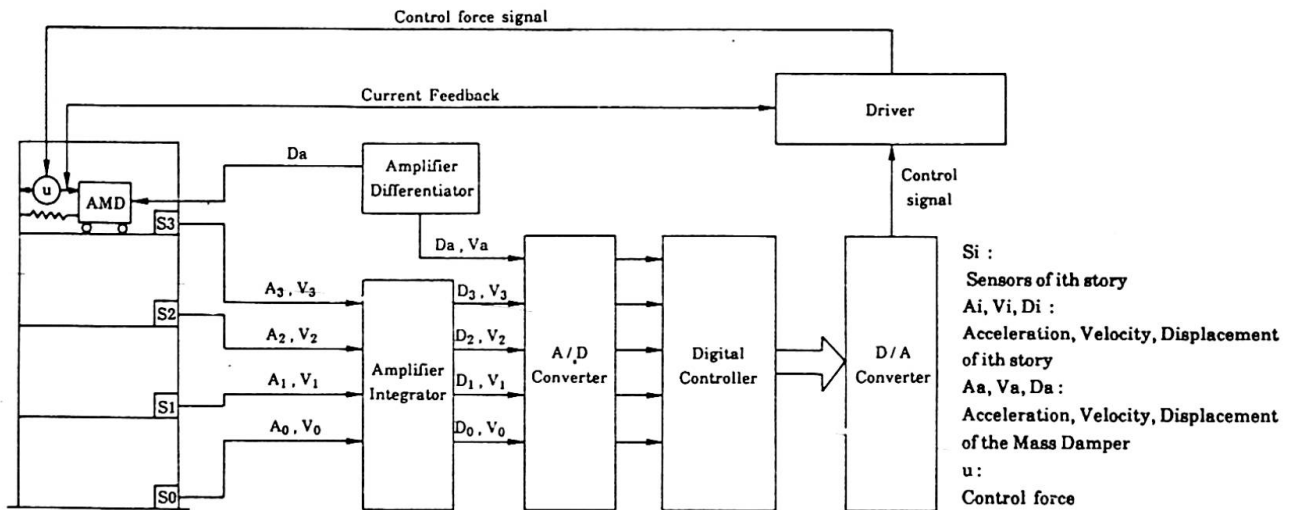 Control force signal
Current Feedback
Driver
Da
Amplifier
Differentiator
u
AMD
Control
signal
S3
Da , Va
A3 , V3
D3 , V3
S2
A2 , V2
D2 , V2
A / D
Converter
Digital
Controller
D / A
Converter
Amplifier
Integrator
A1 , V1
D1 , V1
S1
A0 , V0
D0 , V0
S0
Si :
Sensors of ith story
Ai, Vi, Di :
Acceleration, Velocity, Displacement
of ith story
Aa, Va, Da :
Acceleration, Velocity, Displacement
of the Mass Damper
u :
Control force